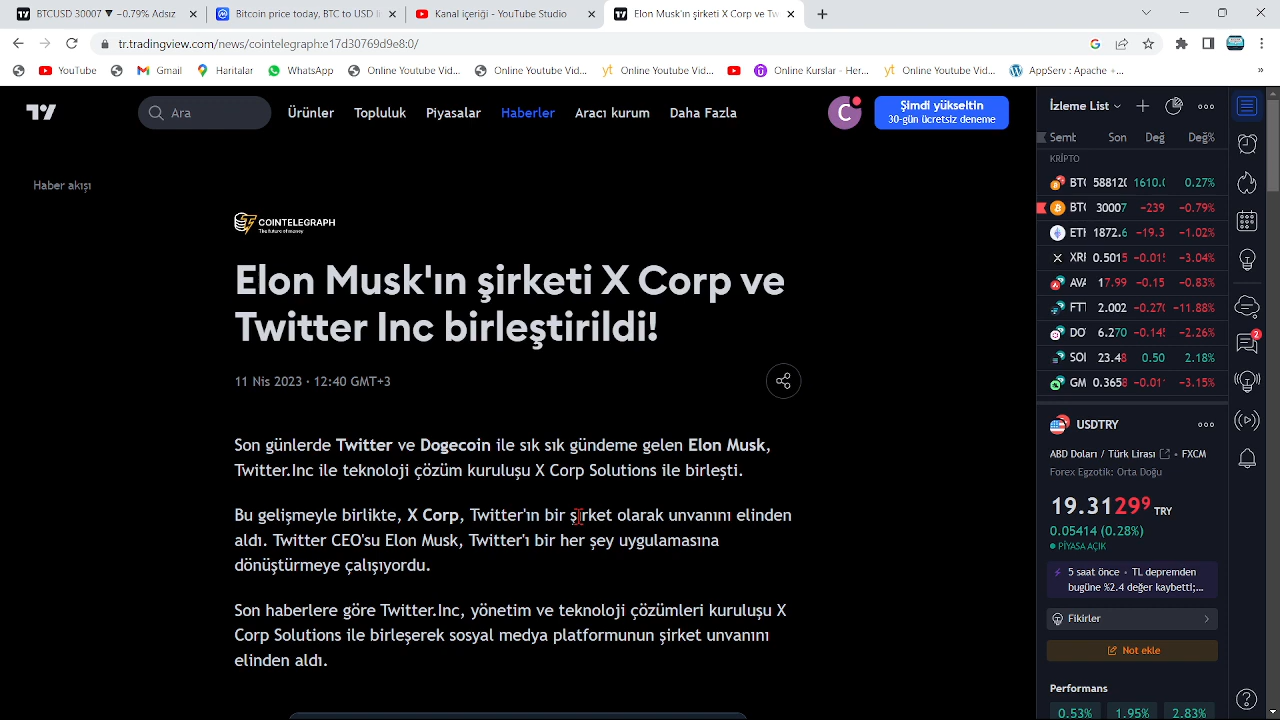 BTCUSD 30007 ▼ −0.79% Adsız
Bitcoin price today, BTC to USD l
Kanal içeriği - YouTube Studio
Elon Musk'ın şirketi X Corp ve Tw
tr.tradingview.com/news/cointelegraph:e17d30769d9e8:0/
YouTube
Gmail
Haritalar
WhatsApp
Online Youtube Vid...
Online Youtube Vid...
Online Youtube Vid...
Online Kurslar - Her...
Online Youtube Vid...
AppServ : Apache +...
»
Ara
Ürünler
Topluluk
Piyasalar
Haberler
Aracı kurum
Daha Fazla
C
Şimdi yükseltin
30-gün ücretsiz deneme
Haber akışı
COINTELEGRAPH
The future of money
Elon Musk'ın şirketi X Corp ve
Twitter Inc birleştirildi!
11 Nis 2023 · 12:40 GMT+3
Son günlerde Twitter ve Dogecoin ile sık sık gündeme gelen Elon Musk,
Twitter.Inc ile teknoloji çözüm kuruluşu X Corp Solutions ile birleşti.
Bu gelişmeyle birlikte, X Corp, Twitter'ın bir şirket olarak unvanını elinden
aldı. Twitter CEO'su Elon Musk, Twitter'ı bir her şey uygulamasına
dönüştürmeye çalışıyordu.
Son haberlere göre Twitter.Inc, yönetim ve teknoloji çözümleri kuruluşu X
Corp Solutions ile birleşerek sosyal medya platformunun şirket unvanını
elinden aldı.
İzleme List
Semb Son Değ Değ%
KRİPTO
BTC 58812 1610.0 0.27%
BTC 30007 −239 −0.79%
ETH 1872.6 −19.3 −1.02%
XRI 0.5015 −0.015 −3.04%
AVA 17.99 −0.15 −0.83%
FTT 2.002 −0.270 −11.88%
DO 6.270 −0.145 −2.26%
SOL 23.48 0.50 2.18%
GM 0.3658 −0.01 −3.15%
2
USDTRY
ABD Doları / Türk Lirası • FXCM
Forex Egzotik: Orta Doğu
19.31299 TRY
0.05414 (0.28%)
PİYASA AÇIK
5 saat önce • TL depremden
bugüne %2.4 değer kaybetti;...
Fikirler
Not ekle
Performans
0.53% 1.95% 2.83%